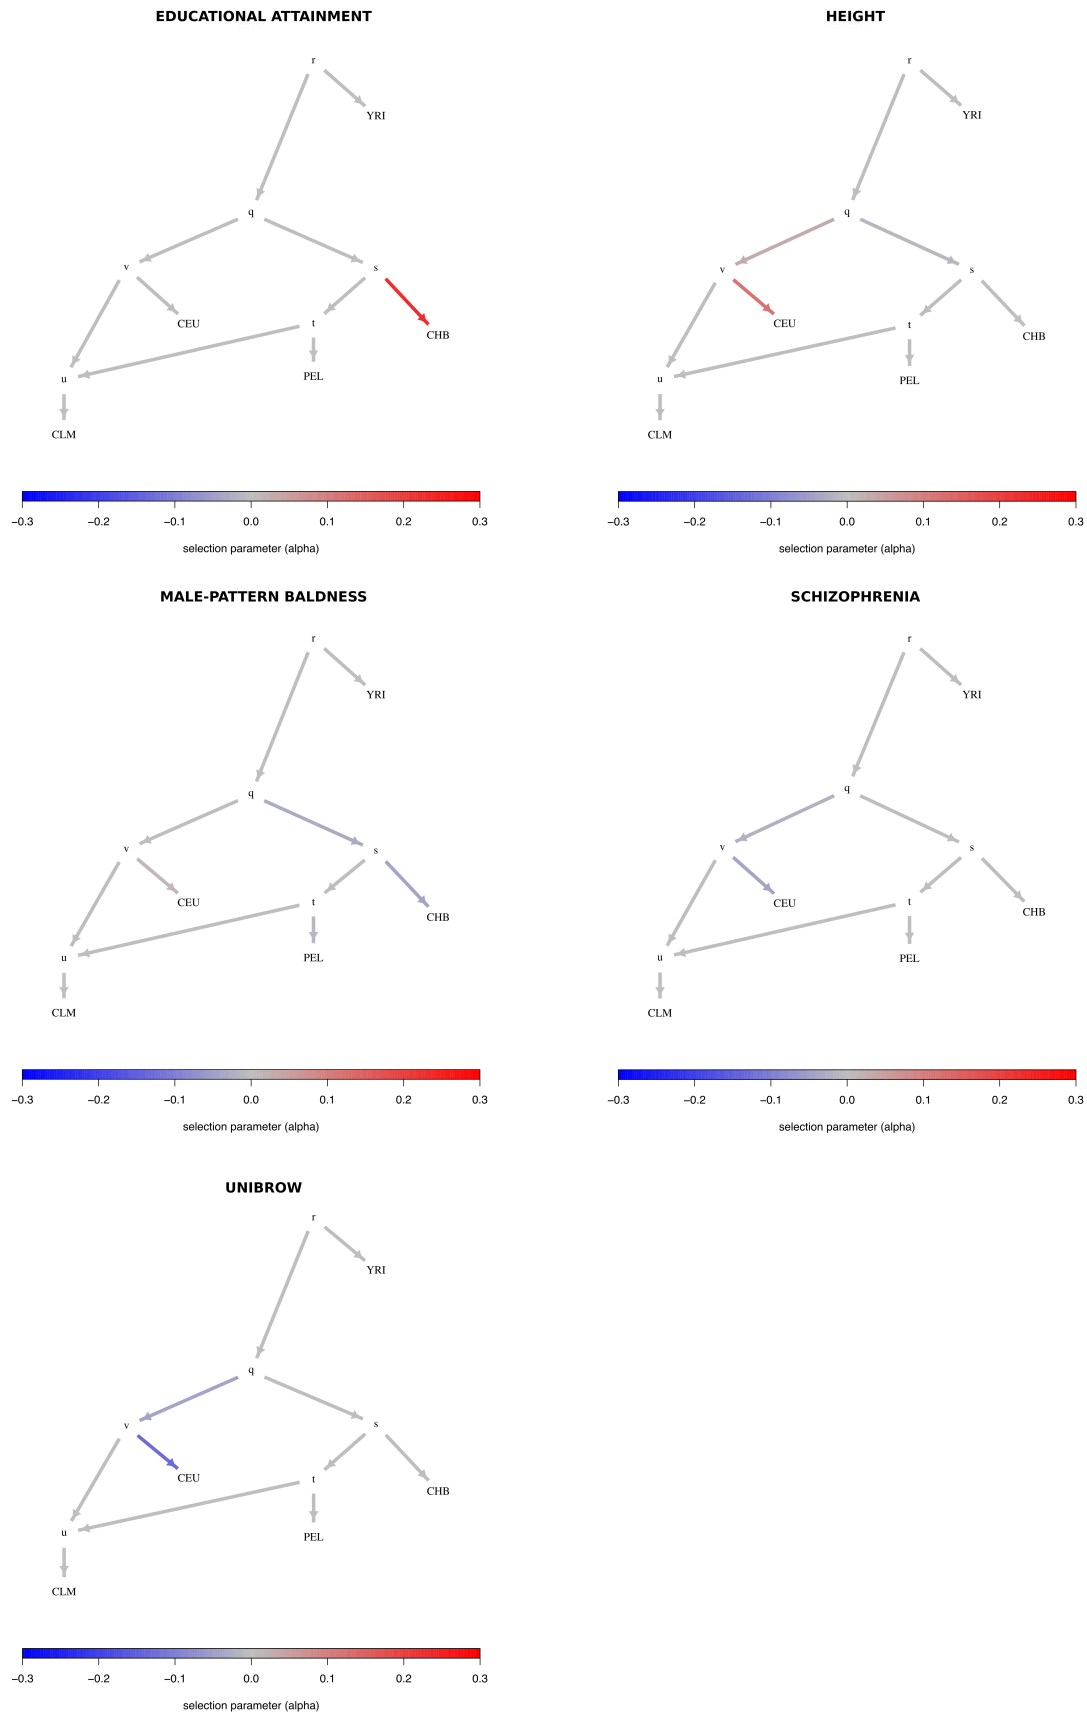 EDUCATIONAL ATTAINMENT
r
YRI
q
v
s
CEU
t
CHB
u
PEL
CLM
−0.3 −0.2 −0.1 0.0 0.1 0.2 0.3
selection parameter (alpha)
HEIGHT
r
YRI
q
v
s
CEU
t
CHB
u
PEL
CLM
−0.3 −0.2 −0.1 0.0 0.1 0.2 0.3
selection parameter (alpha)
MALE-PATTERN BALDNESS
r
YRI
q
v
s
CEU
t
CHB
u
PEL
CLM
−0.3 −0.2 −0.1 0.0 0.1 0.2 0.3
selection parameter (alpha)
SCHIZOPHRENIA
r
YRI
q
v
s
CEU
t
CHB
u
PEL
CLM
−0.3 −0.2 −0.1 0.0 0.1 0.2 0.3
selection parameter (alpha)
UNIBROW
r
YRI
q
v
s
CEU
t
CHB
u
PEL
CLM
−0.3 −0.2 −0.1 0.0 0.1 0.2 0.3
selection parameter (alpha)